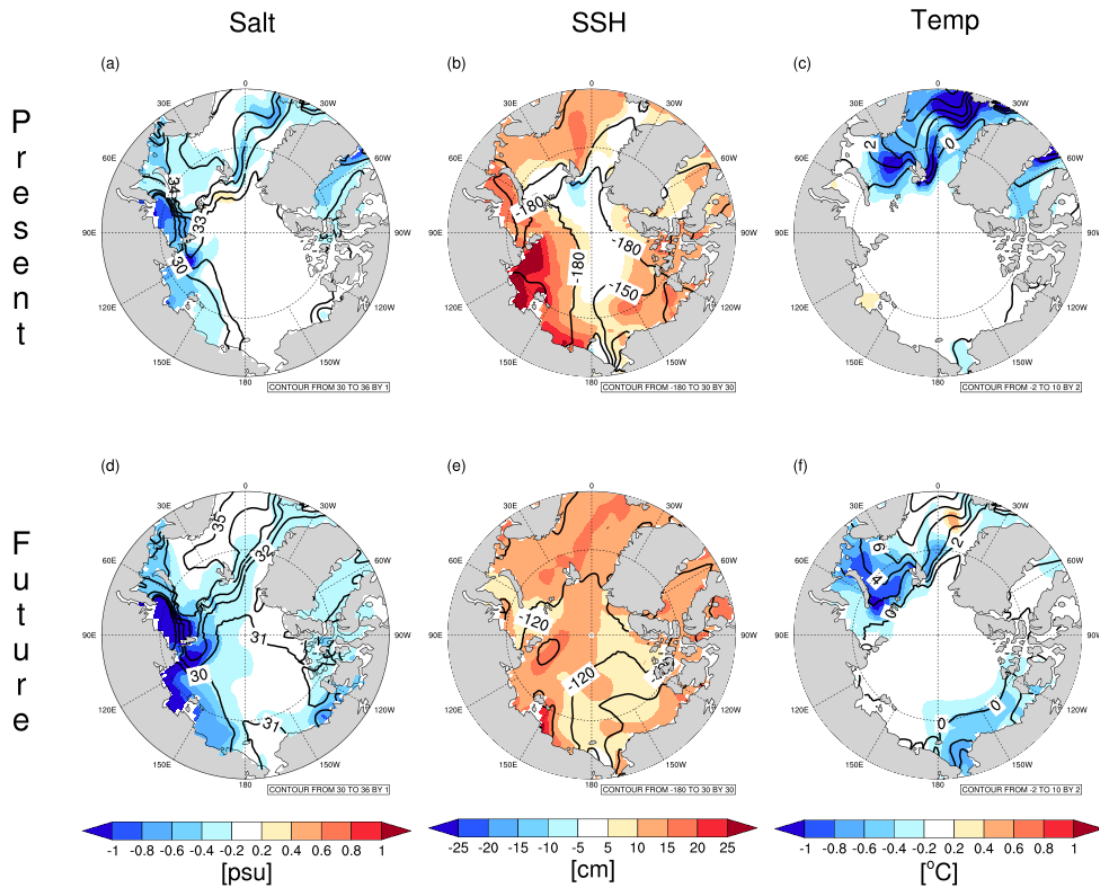 Salt SSH Temp
Present
(a) (b) (c)
0 0 0
30E 30W 30E 30W 30E 30W
60E 60W 60E 60W 60E 60W
90E 90W 90E 90W 90E 90W
120E 120W 120E 120W 120E 120W
150E 150W 150E 150W 150E 150W
180 180 180
34 33 30
-180 -180 -180 -150
2 0
CONTOUR FROM 30 TO 36 BY 1 CONTOUR FROM -180 TO 30 BY 30 CONTOUR FROM -2 TO 10 BY 2
Future
(d) (e) (f)
0 0 0
30E 30W 30E 30W 30E 30W
60E 60W 60E 60W 60E 60W
90E 90W 90E 90W 90E 90W
120E 120W 120E 120W 120E 120W
150E 150W 150E 150W 150E 150W
180 180 180
35 32 31 30 31
-120 -120
6 4 2 0 0 0
CONTOUR FROM 30 TO 36 BY 1 CONTOUR FROM -180 TO 30 BY 30 CONTOUR FROM -2 TO 10 BY 2
-1 -0.8 -0.6 -0.4 -0.2 0.2 0.4 0.6 0.8 1
[psu]
-25 -20 -15 -10 -5 5 10 15 20 25
[cm]
-1 -0.8 -0.6 -0.4 -0.2 0.2 0.4 0.6 0.8 1
[°C]